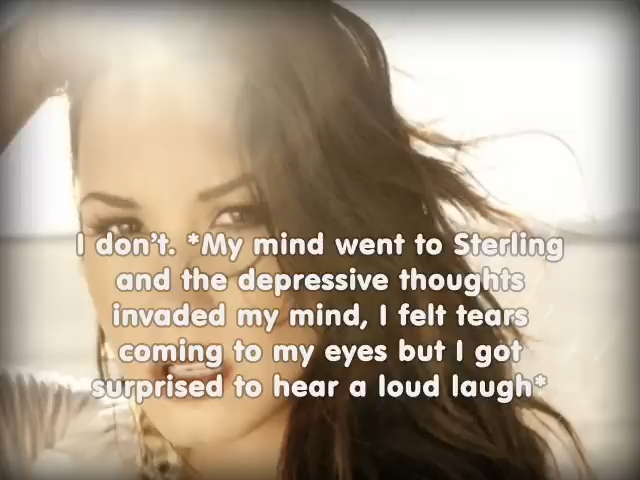 I don't. *My mind went to Sterling
and the depressive thoughts
invaded my mind, I felt tears
coming to my eyes but I got
surprised to hear a loud laugh*